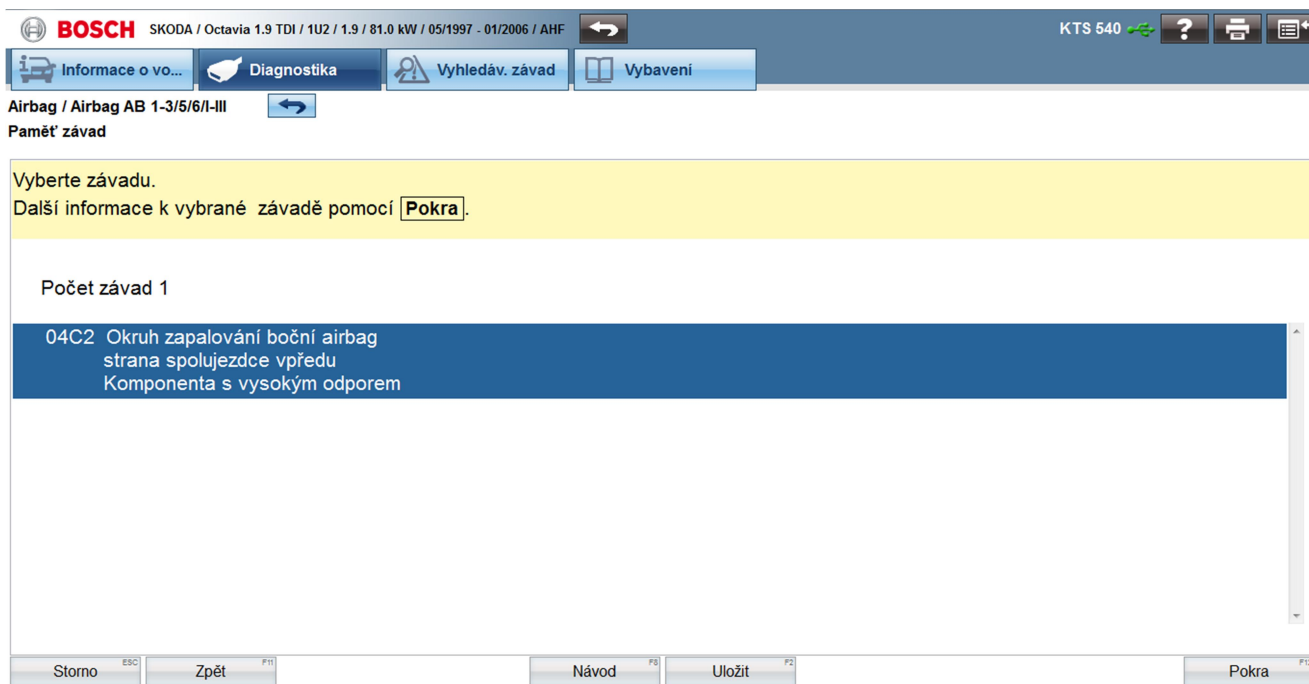 BOSCH SKODA / Octavia 1.9 TDI / 1U2 / 1.9 / 81.0 kW / 05/1997 - 01/2006 / AHF KTS 540 ?
Informace o vo... Diagnostika Vyhledáv. závad Vybavení
Airbag / Airbag AB 1-3/5/6/I-III
Paměť závad
Vyberte závadu.
Další informace k vybrané závadě pomocí Pokra.
Počet závad 1
04C2 Okruh zapalování boční airbag
strana spolujezdce vpředu
Komponenta s vysokým odporem
Storno ESC Zpět F11 Návod F8 Uložit F2 Pokra F12